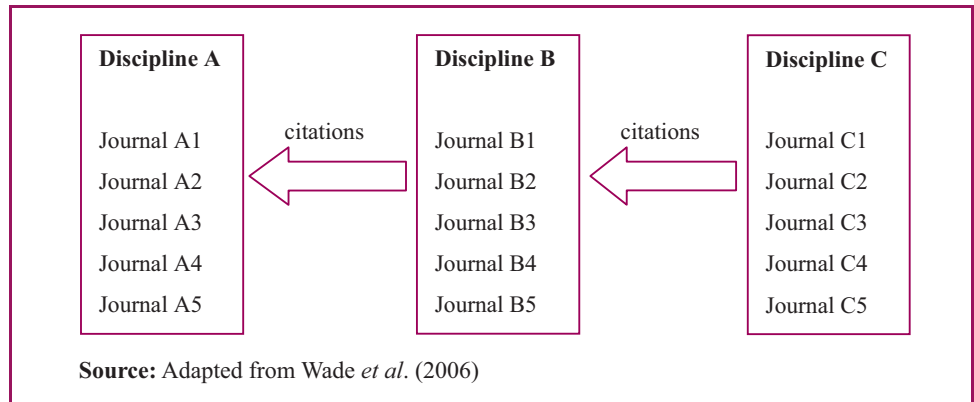 Discipline A
Journal A1
Journal A2
Journal A3
Journal A4
Journal A5
citations
Discipline B
Journal B1
Journal B2
Journal B3
Journal B4
Journal B5
citations
Discipline C
Journal C1
Journal C2
Journal C3
Journal C4
Journal C5
Source: Adapted from Wade et al. (2006)